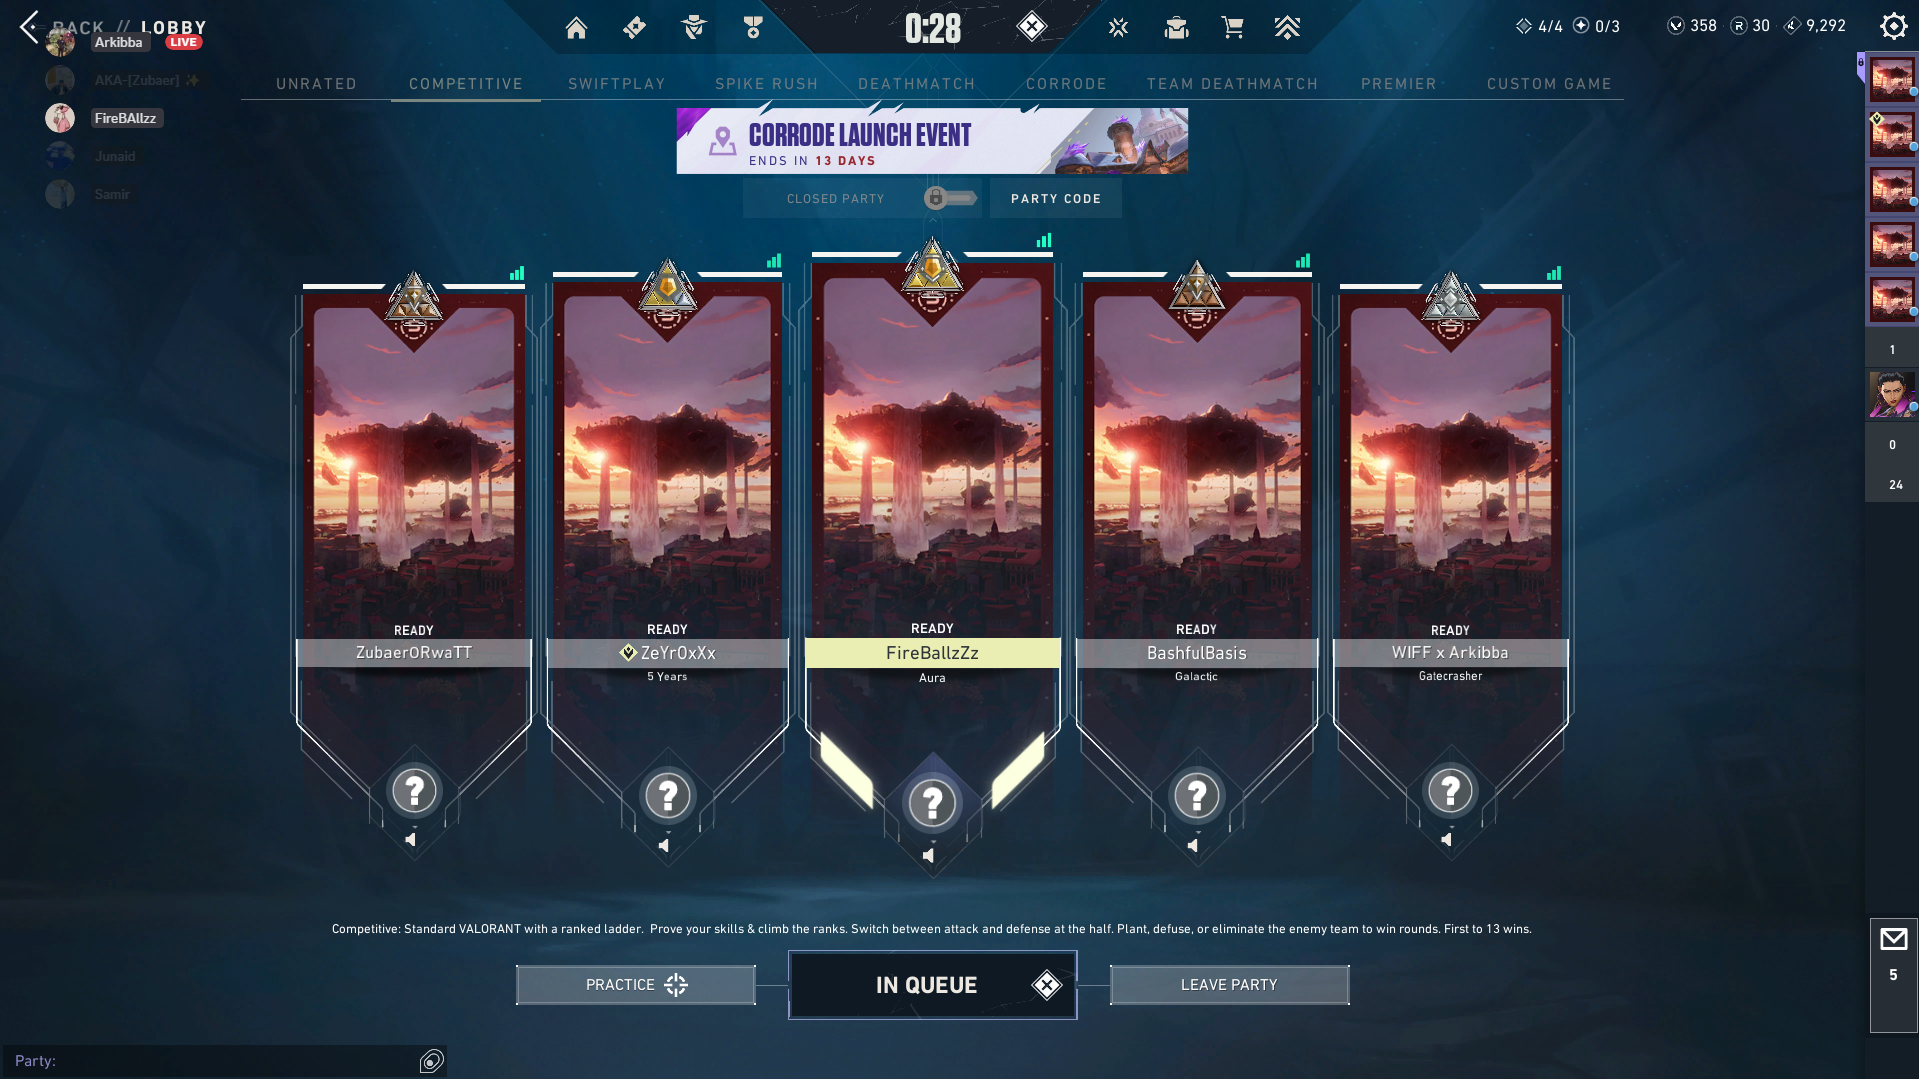 BACK // LOBBY
Arkibba LIVE
AKA-[Zubaer]
FireBAllzz
Junaid
Samir
0:28
4/4 0/3 358 30 9,292
UNRATED COMPETITIVE SWIFTPLAY SPIKE RUSH DEATHMATCH CORRODE TEAM DEATHMATCH PREMIER CUSTOM GAME
CORRODE LAUNCH EVENT
ENDS IN 13 DAYS
CLOSED PARTY PARTY CODE
READY READY READY READY READY
ZubaerORwaTT ZeYrOxXx FireBallzZz BashfulBasis WIFF x Arkibba
5 Years Aura Galactic Gatecrasher
? ? ? ? ?
1
0
24
Competitive: Standard VALORANT with a ranked ladder. Prove your skills & climb the ranks. Switch between attack and defense at the half. Plant, defuse, or eliminate the enemy team to win rounds. First to 13 wins.
PRACTICE IN QUEUE LEAVE PARTY
5
Party: